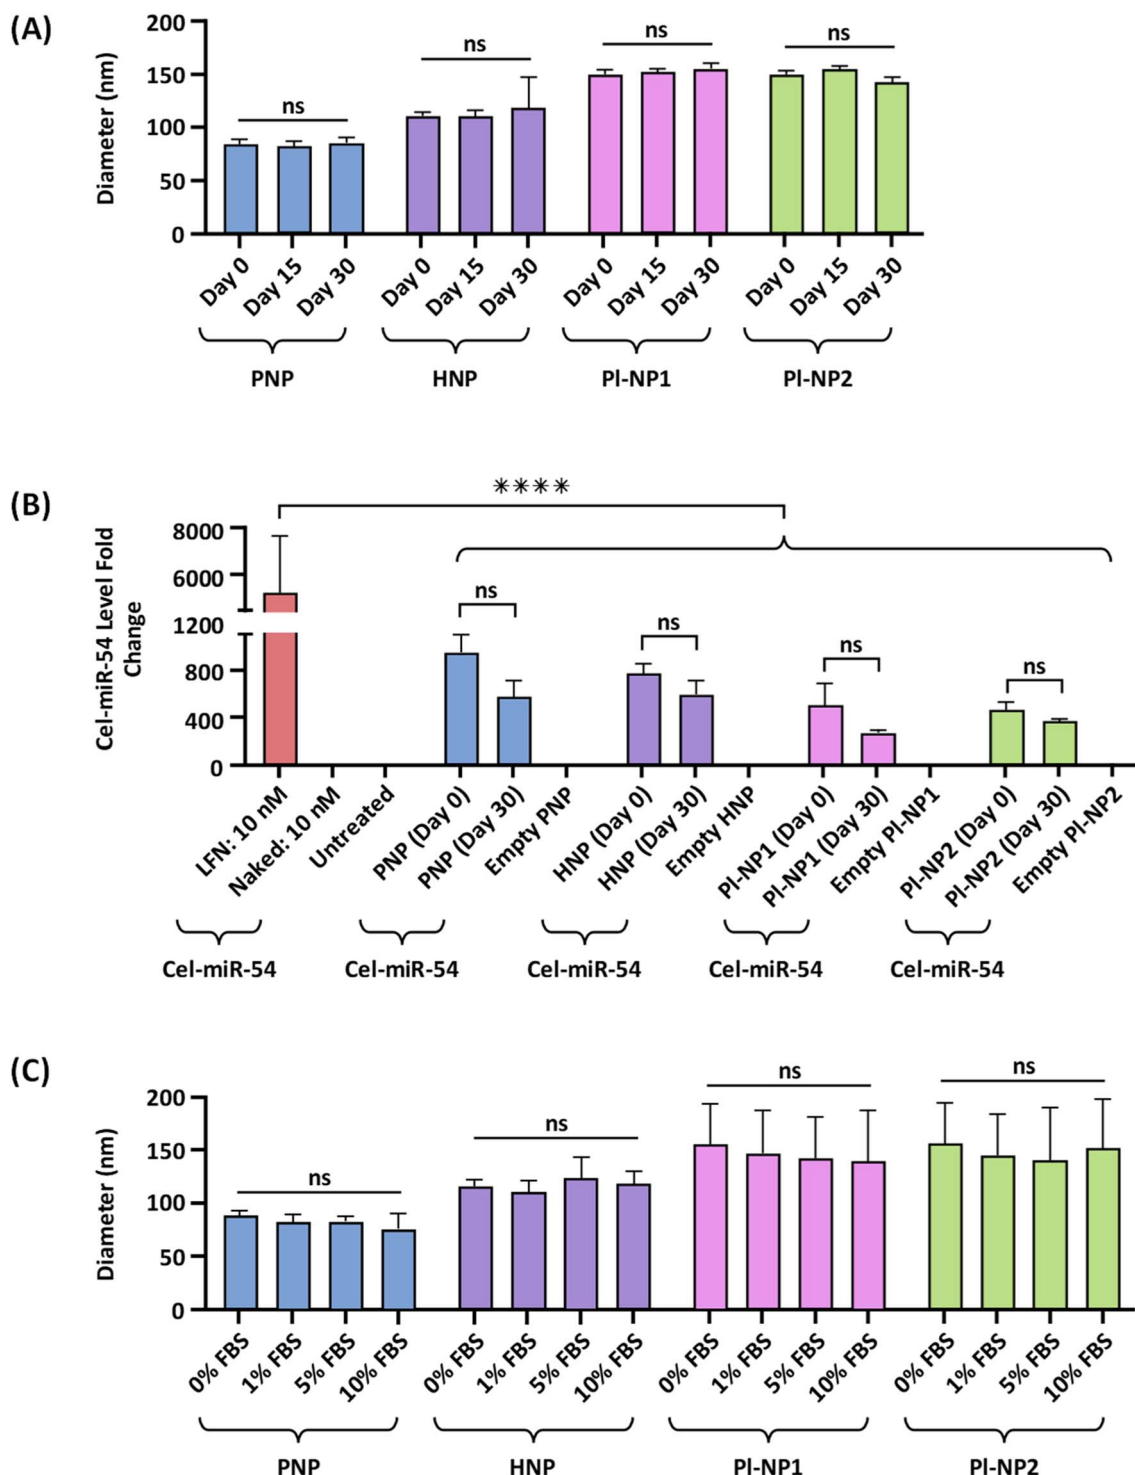 (A)
Diameter (nm)
200
150
100
50
0
ns
ns
ns
ns
Day 0
Day 15
Day 30
Day 0
Day 15
Day 30
Day 0
Day 15
Day 30
Day 0
Day 15
Day 30
PNP
HNP
Pl-NP1
Pl-NP2
(B)
Cel-miR-54 Level Fold
Change
8000
6000
1200
800
400
0
****
ns
ns
ns
ns
LFN: 10 nM
Naked: 10 nM
Untreated
PNP (Day 0)
PNP (Day 30)
Empty PNP
HNP (Day 0)
HNP (Day 30)
Empty HNP
Pl-NP1 (Day 0)
Pl-NP1 (Day 30)
Empty Pl-NP1
Pl-NP2 (Day 0)
Pl-NP2 (Day 30)
Empty Pl-NP2
Cel-miR-54
Cel-miR-54
Cel-miR-54
Cel-miR-54
Cel-miR-54
(C)
Diameter (nm)
200
150
100
50
0
ns
ns
ns
ns
0% FBS
1% FBS
5% FBS
10% FBS
0% FBS
1% FBS
5% FBS
10% FBS
0% FBS
1% FBS
5% FBS
10% FBS
0% FBS
1% FBS
5% FBS
10% FBS
PNP
HNP
Pl-NP1
Pl-NP2